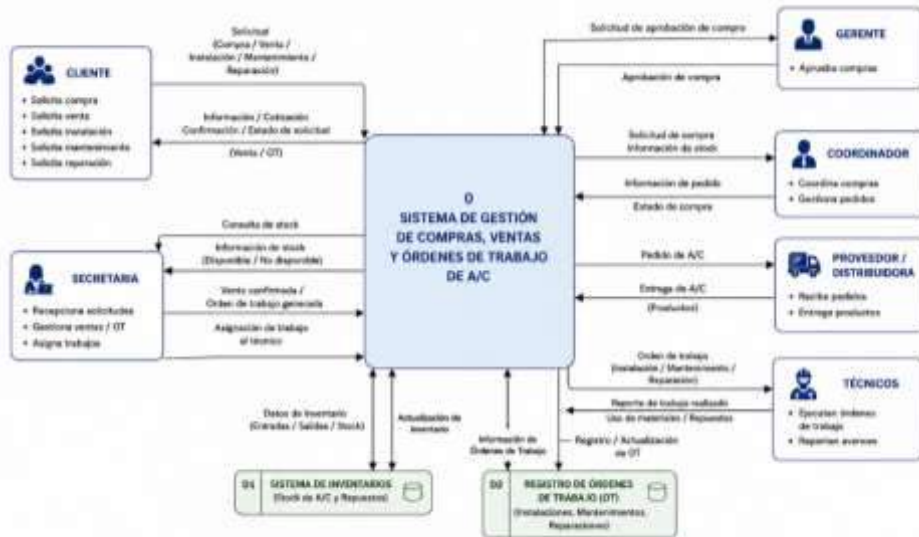 CLIENTE
• Solicita compra
• Solicita venta
• Solicita instalación
• Solicita mantenimiento
• Solicita reparación
Solicitud
(Compra / Venta /
Instalación / Mantenimiento /
Reparación)
Información / Cotización
Confirmación / Estado de solicitud
(Venta / OT)
SECRETARIA
• Recepciona solicitudes
• Gestiona ventas / OT
• Asigna trabajos
Consulta de stock
Información de stock
(Disponible / No disponible)
Venta confirmada /
Orden de trabajo generada
Asignación de trabajo
al técnico
0
SISTEMA DE GESTIÓN
DE COMPRAS, VENTAS
Y ÓRDENES DE TRABAJO
DE A/C
Solicitud de aprobación de compra
Aprobación de compra
GERENTE
• Aprueba compras
Solicitud de compra
Información de stock
Información de pedido
Estado de compra
COORDINADOR
• Coordina compras
• Gestiona pedidos
Pedido de A/C
Entrega de A/C
(Productos)
PROVEEDOR /
DISTRIBUIDORA
• Recibe pedidos
• Entrega productos
Orden de trabajo
(Instalación / Mantenimiento /
Reparación)
Reporte de trabajo realizado
Uso de materiales / Repuestos
TÉCNICOS
• Ejecutan órdenes
de trabajo
• Reportan avances
Datos de Inventario
(Entradas / Salidas / Stock)
Actualización de
Inventario
Información de
Órdenes de Trabajo
Registro / Actualización
de OT
D1
SISTEMA DE INVENTARIOS
(Stock de A/C y Repuestos)
D2
REGISTRO DE ÓRDENES
DE TRABAJO (OT)
(Instalaciones, Mantenimientos,
Reparaciones)